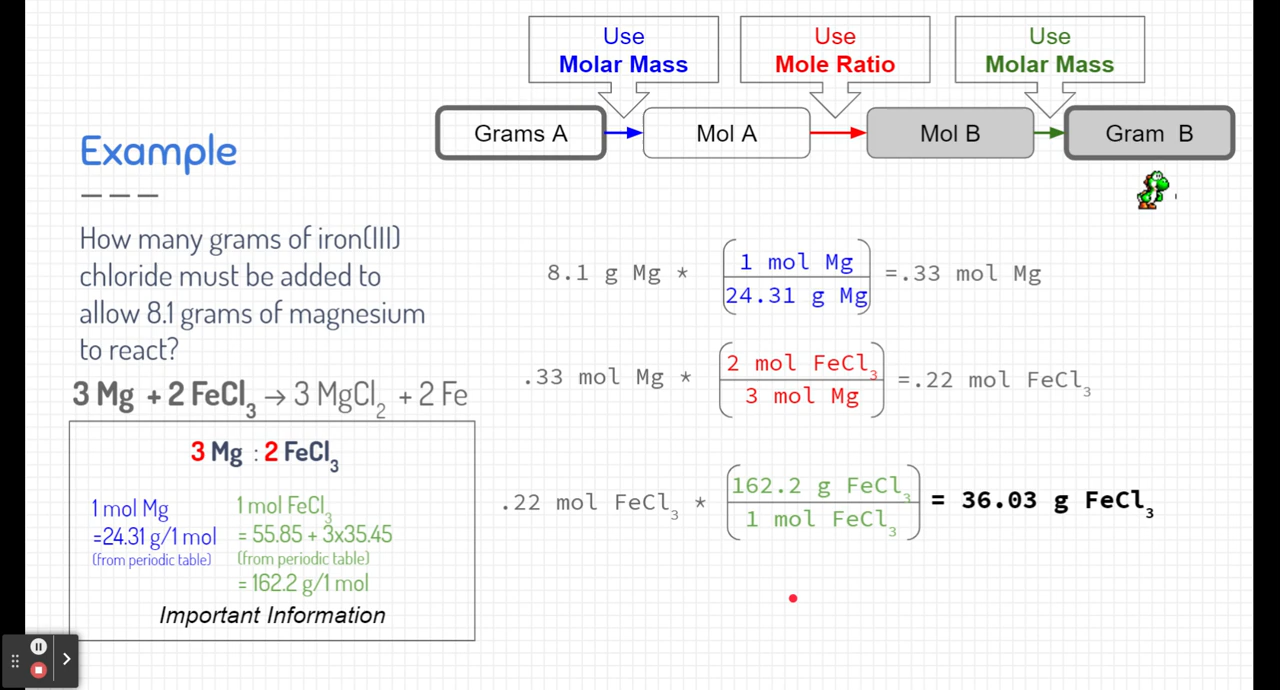 Use
Molar Mass
Use
Mole Ratio
Use
Molar Mass
Grams A
Mol A
Mol B
Gram B
Example
How many grams of iron(III)
chloride must be added to
allow 8.1 grams of magnesium
to react?
3 Mg + 2 FeCl₃ → 3 MgCl₂ + 2 Fe
3 Mg : 2 FeCl₃
1 mol Mg
=24.31 g/1 mol
(from periodic table)
1 mol FeCl₃
= 55.85 + 3x35.45
(from periodic table)
= 162.2 g/1 mol
Important Information
8.1 g Mg * (1 mol Mg / 24.31 g Mg) =.33 mol Mg
.33 mol Mg * (2 mol FeCl₃ / 3 mol Mg) =.22 mol FeCl₃
.22 mol FeCl₃ * (162.2 g FeCl₃ / 1 mol FeCl₃) = 36.03 g FeCl₃